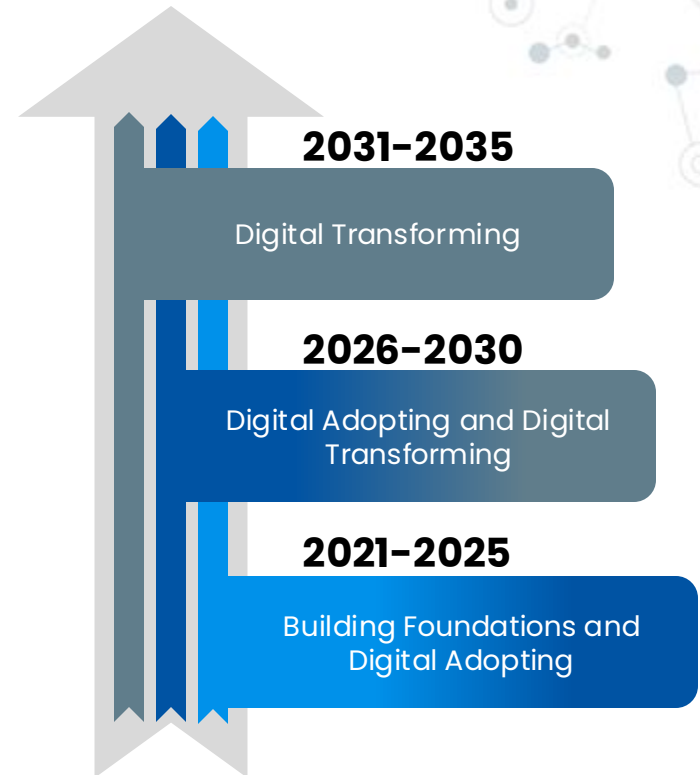 2031-2035
Digital Transforming
2026-2030
Digital Adopting and Digital
Transforming
2021-2025
Building Foundations and
Digital Adopting